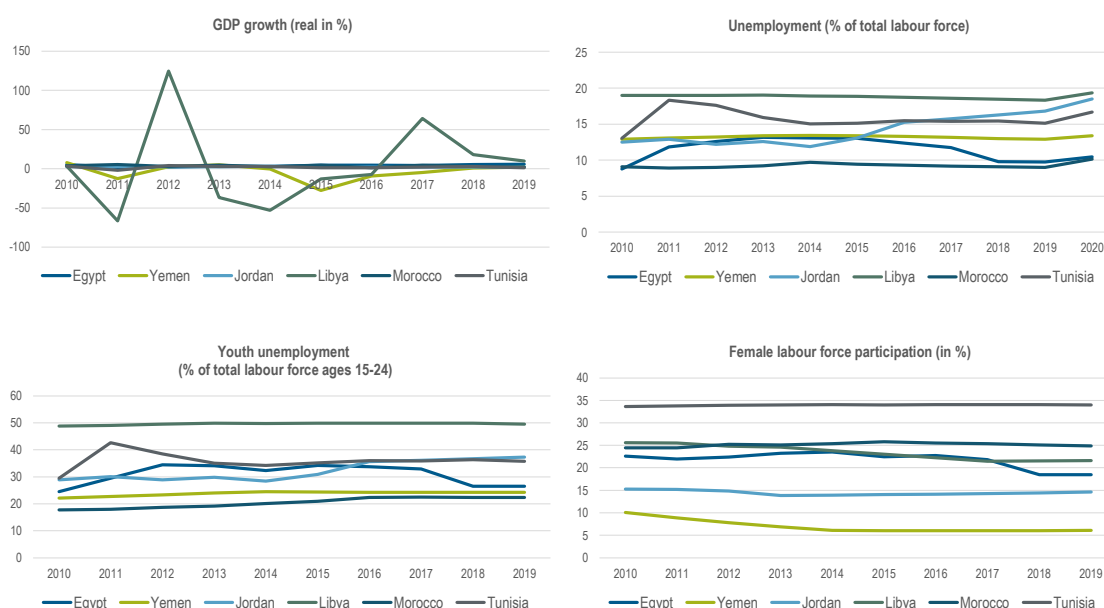 GDP growth (real in %)
150
100
50
0
-50
-100
2010 2011 2012 2013 2014 2015 2016 2017 2018 2019
Egypt Yemen Jordan Libya Morocco Tunisia
Unemployment (% of total labour force)
25
20
15
10
5
0
2010 2011 2012 2013 2014 2015 2016 2017 2018 2019 2020
Egypt Yemen Jordan Libya Morocco Tunisia
Youth unemployment
(% of total labour force ages 15-24)
60
50
40
30
20
10
0
2010 2011 2012 2013 2014 2015 2016 2017 2018 2019
Egypt Yemen Jordan Libya Morocco Tunisia
Female labour force participation (in %)
40
35
30
25
20
15
10
5
0
2010 2011 2012 2013 2014 2015 2016 2017 2018 2019
Egypt Yemen Jordan Libya Morocco Tunisia